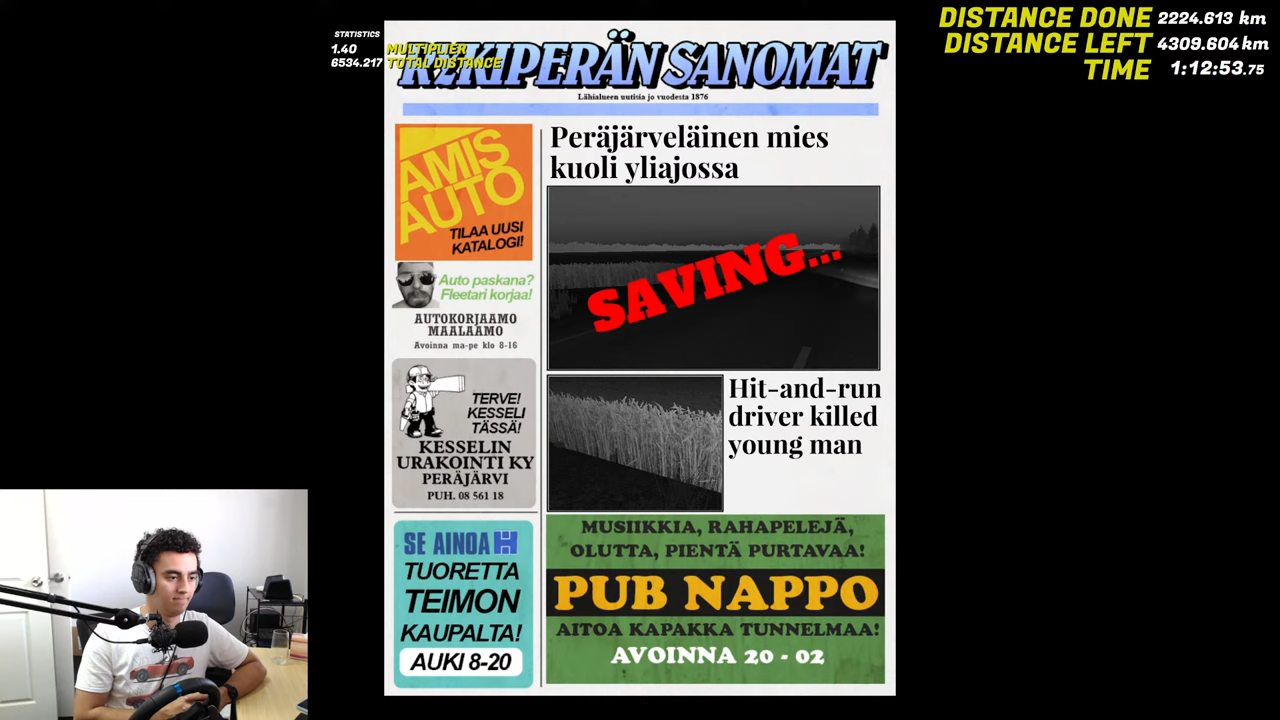 STATISTICS
1.40 MULTIPLIER
6534.217 TOTAL DISTANCE
DISTANCE DONE 2224.613 km
DISTANCE LEFT 4309.604 km
TIME 1:12:53.75
PERÄN SANOMAT
Lähialueen uutisia jo vuodesta 1876
AMIS
AUTO
TILAA UUSI
KATALOGI!
Auto paskana?
Fleetari korjaa!
AUTOKORJAAMO
MAALAAMO
Avoinna ma-pe klo 8-16
TERVE!
KESSELI
TÄSSÄ!
KESSELIN
URAKOINTI KY
PERÄJÄRVI
PUH. 08 561 18
SE AINOA
TUORETTA
TEIMON
KAUPALTA!
AUKI 8-20
Peräjärveläinen mies
kuoli yliajossa
SAVING...
Hit-and-run
driver killed
young man
MUSIIKKIA, RAHAPELEJÄ,
OLUTTA, PIENTÄ PURTAVAA!
PUB NAPPO
AITOA KAPAKKA TUNNELMAA!
AVOINNA 20 - 02